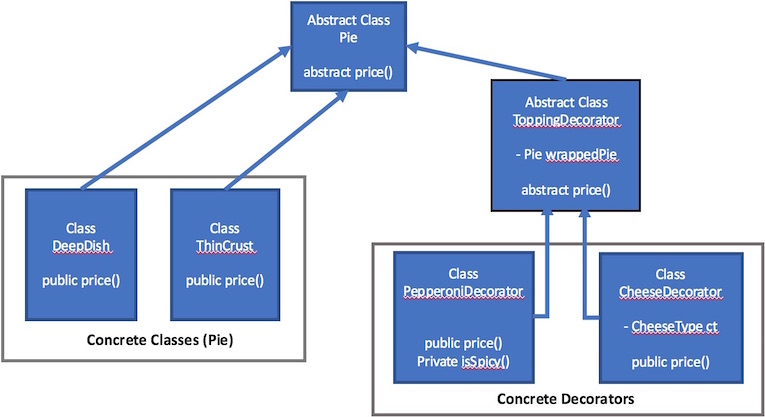 Abstract Class
Pie
abstract price()
Abstract Class
ToppingDecorator
- Pie wrappedPie
abstract price()
Class
DeepDish
public price()
Class
ThinCrust
public price()
Concrete Classes (Pie)
Class
PepperoniDecorator
public price()
Private isSpicy()
Class
CheeseDecorator
- CheeseType ct
public price()
Concrete Decorators